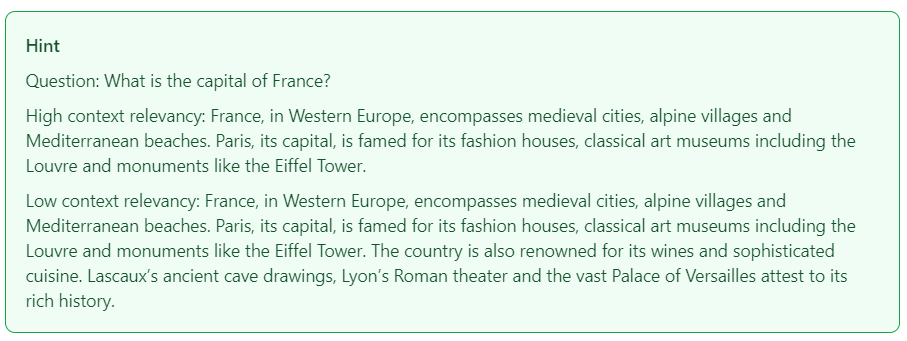 Hint
Question: What is the capital of France?
High context relevancy: France, in Western Europe, encompasses medieval cities, alpine villages and
Mediterranean beaches. Paris, its capital, is famed for its fashion houses, classical art museums including the
Louvre and monuments like the Eiffel Tower.
Low context relevancy: France, in Western Europe, encompasses medieval cities, alpine villages and
Mediterranean beaches. Paris, its capital, is famed for its fashion houses, classical art museums including the
Louvre and monuments like the Eiffel Tower. The country is also renowned for its wines and sophisticated
cuisine. Lascaux’s ancient cave drawings, Lyon’s Roman theater and the vast Palace of Versailles attest to its
rich history.